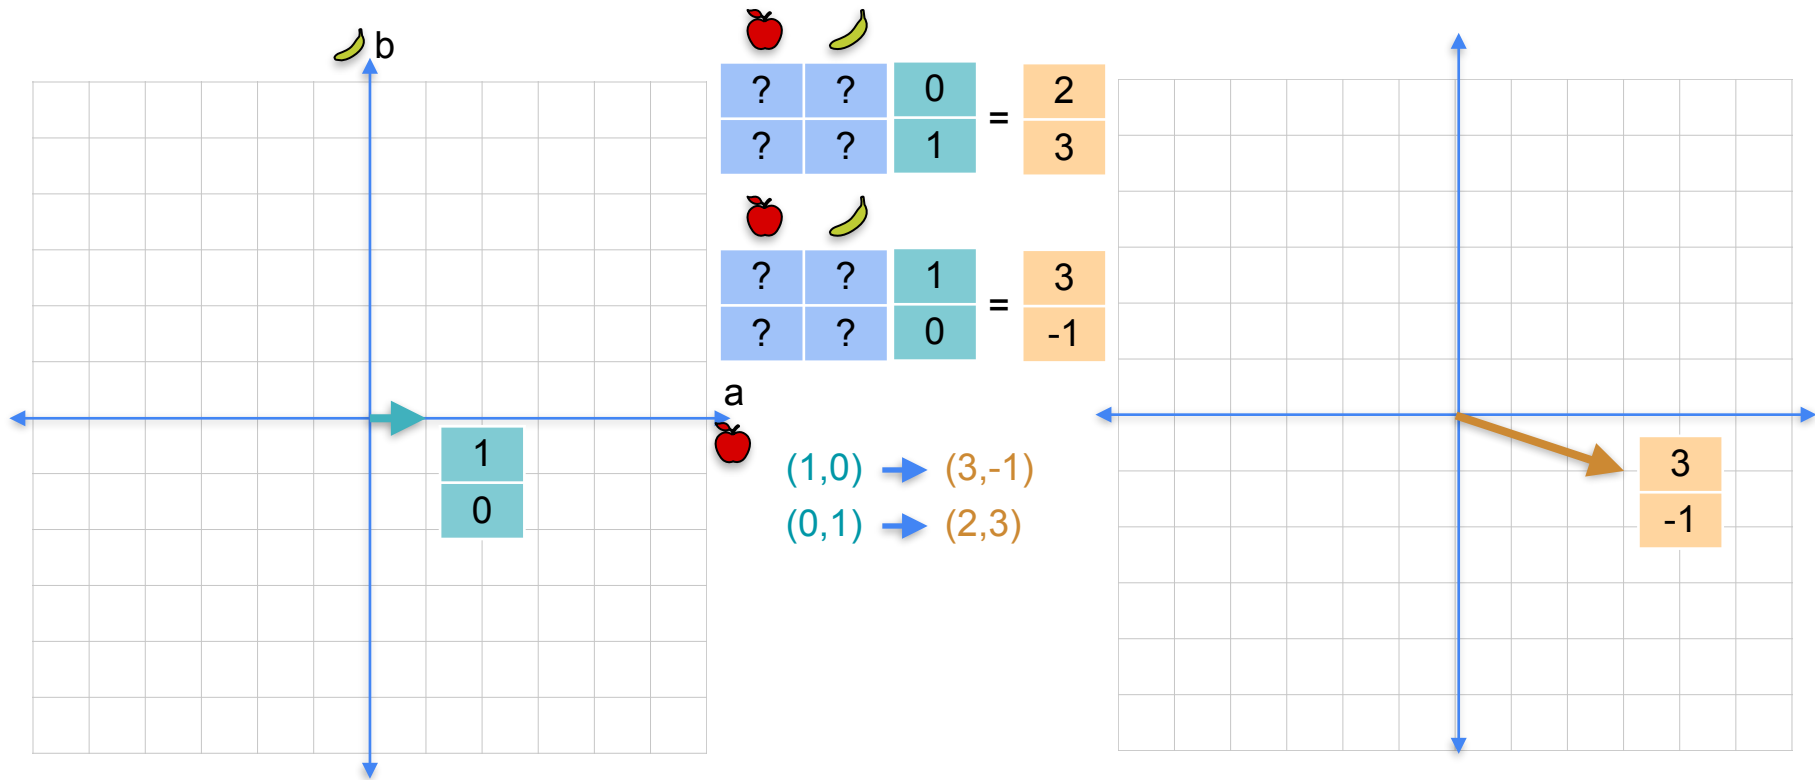 b
? ? 0 = 2
? ? 1 3
? ? 1 = 3
? ? 0 -1
a
1
0
(1,0) (3,-1)
(0,1) (2,3)
3
-1